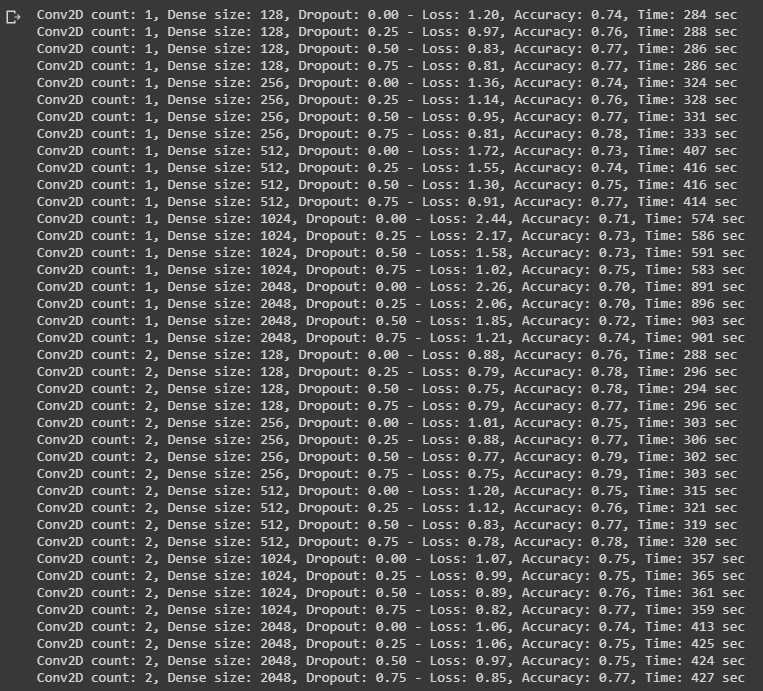 Conv2D count: 1, Dense size: 128, Dropout: 0.00 - Loss: 1.20, Accuracy: 0.74, Time: 284 sec
Conv2D count: 1, Dense size: 128, Dropout: 0.25 - Loss: 0.97, Accuracy: 0.76, Time: 288 sec
Conv2D count: 1, Dense size: 128, Dropout: 0.50 - Loss: 0.83, Accuracy: 0.77, Time: 286 sec
Conv2D count: 1, Dense size: 128, Dropout: 0.75 - Loss: 0.81, Accuracy: 0.77, Time: 286 sec
Conv2D count: 1, Dense size: 256, Dropout: 0.00 - Loss: 1.36, Accuracy: 0.74, Time: 324 sec
Conv2D count: 1, Dense size: 256, Dropout: 0.25 - Loss: 1.14, Accuracy: 0.76, Time: 328 sec
Conv2D count: 1, Dense size: 256, Dropout: 0.50 - Loss: 0.95, Accuracy: 0.77, Time: 331 sec
Conv2D count: 1, Dense size: 256, Dropout: 0.75 - Loss: 0.81, Accuracy: 0.78, Time: 333 sec
Conv2D count: 1, Dense size: 512, Dropout: 0.00 - Loss: 1.72, Accuracy: 0.73, Time: 407 sec
Conv2D count: 1, Dense size: 512, Dropout: 0.25 - Loss: 1.55, Accuracy: 0.74, Time: 416 sec
Conv2D count: 1, Dense size: 512, Dropout: 0.50 - Loss: 1.30, Accuracy: 0.75, Time: 416 sec
Conv2D count: 1, Dense size: 512, Dropout: 0.75 - Loss: 0.91, Accuracy: 0.77, Time: 414 sec
Conv2D count: 1, Dense size: 1024, Dropout: 0.00 - Loss: 2.44, Accuracy: 0.71, Time: 574 sec
Conv2D count: 1, Dense size: 1024, Dropout: 0.25 - Loss: 2.17, Accuracy: 0.73, Time: 586 sec
Conv2D count: 1, Dense size: 1024, Dropout: 0.50 - Loss: 1.58, Accuracy: 0.73, Time: 591 sec
Conv2D count: 1, Dense size: 1024, Dropout: 0.75 - Loss: 1.02, Accuracy: 0.75, Time: 583 sec
Conv2D count: 1, Dense size: 2048, Dropout: 0.00 - Loss: 2.26, Accuracy: 0.70, Time: 891 sec
Conv2D count: 1, Dense size: 2048, Dropout: 0.25 - Loss: 2.06, Accuracy: 0.70, Time: 896 sec
Conv2D count: 1, Dense size: 2048, Dropout: 0.50 - Loss: 1.85, Accuracy: 0.72, Time: 903 sec
Conv2D count: 1, Dense size: 2048, Dropout: 0.75 - Loss: 1.21, Accuracy: 0.74, Time: 901 sec
Conv2D count: 2, Dense size: 128, Dropout: 0.00 - Loss: 0.88, Accuracy: 0.76, Time: 288 sec
Conv2D count: 2, Dense size: 128, Dropout: 0.25 - Loss: 0.79, Accuracy: 0.78, Time: 296 sec
Conv2D count: 2, Dense size: 128, Dropout: 0.50 - Loss: 0.75, Accuracy: 0.78, Time: 294 sec
Conv2D count: 2, Dense size: 128, Dropout: 0.75 - Loss: 0.79, Accuracy: 0.77, Time: 296 sec
Conv2D count: 2, Dense size: 256, Dropout: 0.00 - Loss: 1.01, Accuracy: 0.75, Time: 303 sec
Conv2D count: 2, Dense size: 256, Dropout: 0.25 - Loss: 0.88, Accuracy: 0.77, Time: 306 sec
Conv2D count: 2, Dense size: 256, Dropout: 0.50 - Loss: 0.77, Accuracy: 0.79, Time: 302 sec
Conv2D count: 2, Dense size: 256, Dropout: 0.75 - Loss: 0.75, Accuracy: 0.79, Time: 303 sec
Conv2D count: 2, Dense size: 512, Dropout: 0.00 - Loss: 1.20, Accuracy: 0.75, Time: 315 sec
Conv2D count: 2, Dense size: 512, Dropout: 0.25 - Loss: 1.12, Accuracy: 0.76, Time: 321 sec
Conv2D count: 2, Dense size: 512, Dropout: 0.50 - Loss: 0.83, Accuracy: 0.77, Time: 319 sec
Conv2D count: 2, Dense size: 512, Dropout: 0.75 - Loss: 0.78, Accuracy: 0.78, Time: 320 sec
Conv2D count: 2, Dense size: 1024, Dropout: 0.00 - Loss: 1.07, Accuracy: 0.75, Time: 357 sec
Conv2D count: 2, Dense size: 1024, Dropout: 0.25 - Loss: 0.99, Accuracy: 0.75, Time: 365 sec
Conv2D count: 2, Dense size: 1024, Dropout: 0.50 - Loss: 0.89, Accuracy: 0.76, Time: 361 sec
Conv2D count: 2, Dense size: 1024, Dropout: 0.75 - Loss: 0.82, Accuracy: 0.77, Time: 359 sec
Conv2D count: 2, Dense size: 2048, Dropout: 0.00 - Loss: 1.06, Accuracy: 0.74, Time: 413 sec
Conv2D count: 2, Dense size: 2048, Dropout: 0.25 - Loss: 1.06, Accuracy: 0.75, Time: 425 sec
Conv2D count: 2, Dense size: 2048, Dropout: 0.50 - Loss: 0.97, Accuracy: 0.75, Time: 424 sec
Conv2D count: 2, Dense size: 2048, Dropout: 0.75 - Loss: 0.85, Accuracy: 0.77, Time: 427 sec